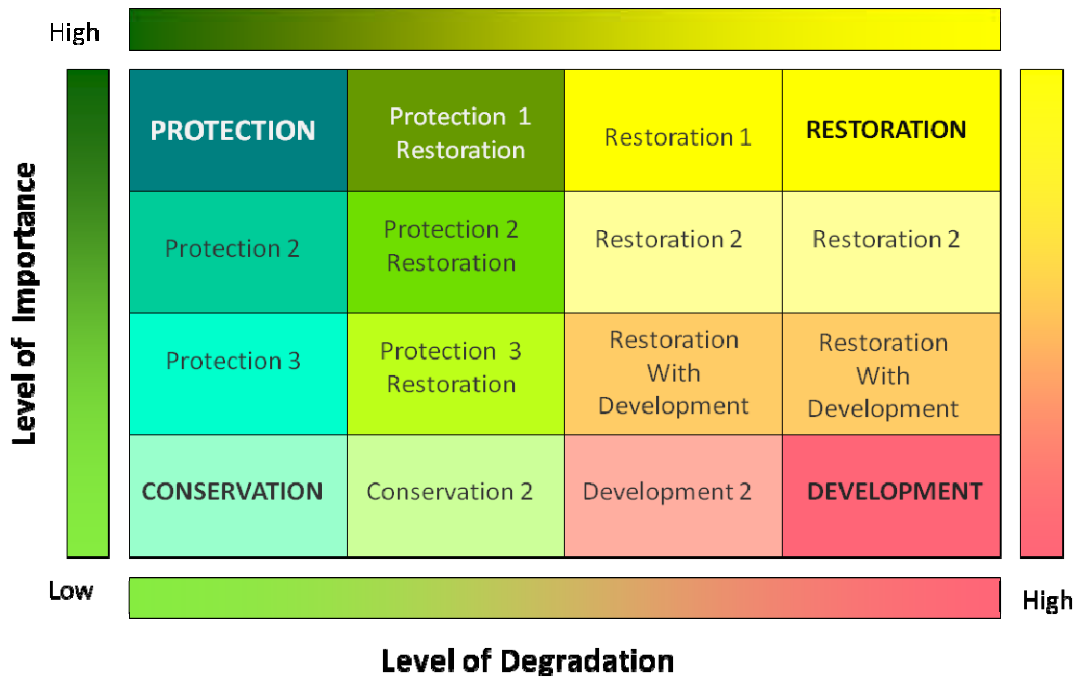 High
PROTECTION
Protection 1
Restoration
Restoration 1
RESTORATION
Protection 2
Protection 2
Restoration
Restoration 2
Restoration 2
Protection 3
Protection 3
Restoration
Restoration
With
Development
Restoration
With
Development
CONSERVATION
Conservation 2
Development 2
DEVELOPMENT
Level of Importance
Low
High
Level of Degradation